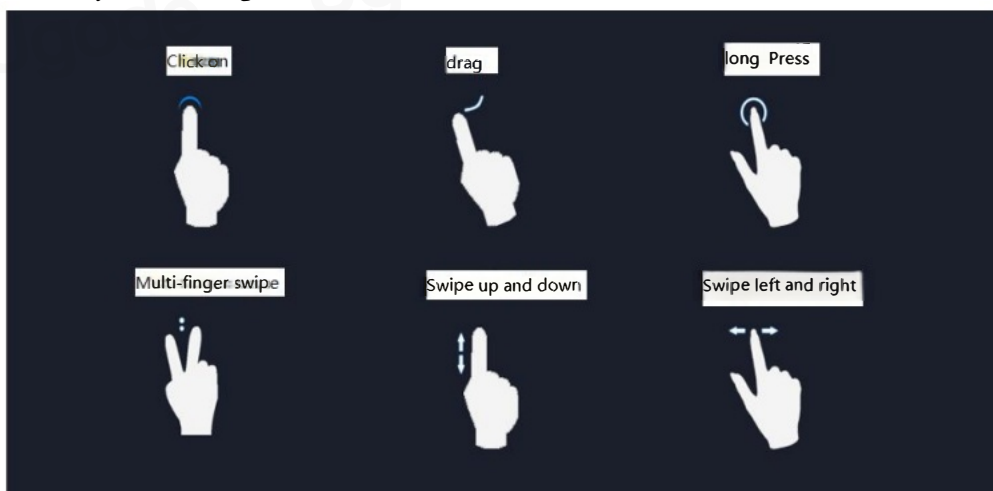 Click on
drag
long Press
Multi-finger swipe
Swipe up and down
Swipe left and right